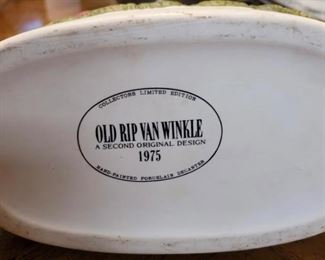 COLLECTORS LIMITED EDITION
OLD RIP VAN WINKLE
A SECOND ORIGINAL DESIGN
1975
HAND-PAINTED PORCELAIN DECANTER